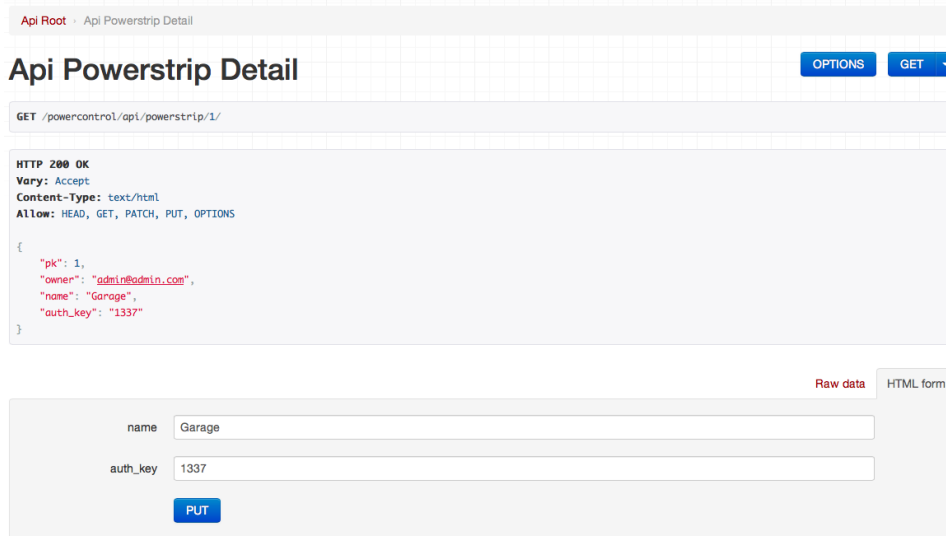 Api Root › Api Powerstrip Detail
Api Powerstrip Detail
OPTIONS GET
GET /powercontrol/api/powerstrip/1/
HTTP 200 OK
Vary: Accept
Content-Type: text/html
Allow: HEAD, GET, PATCH, PUT, OPTIONS
{
"pk": 1,
"owner": "admin@admin.com",
"name": "Garage",
"auth_key": "1337"
}
Raw data HTML form
name Garage
auth_key 1337
PUT